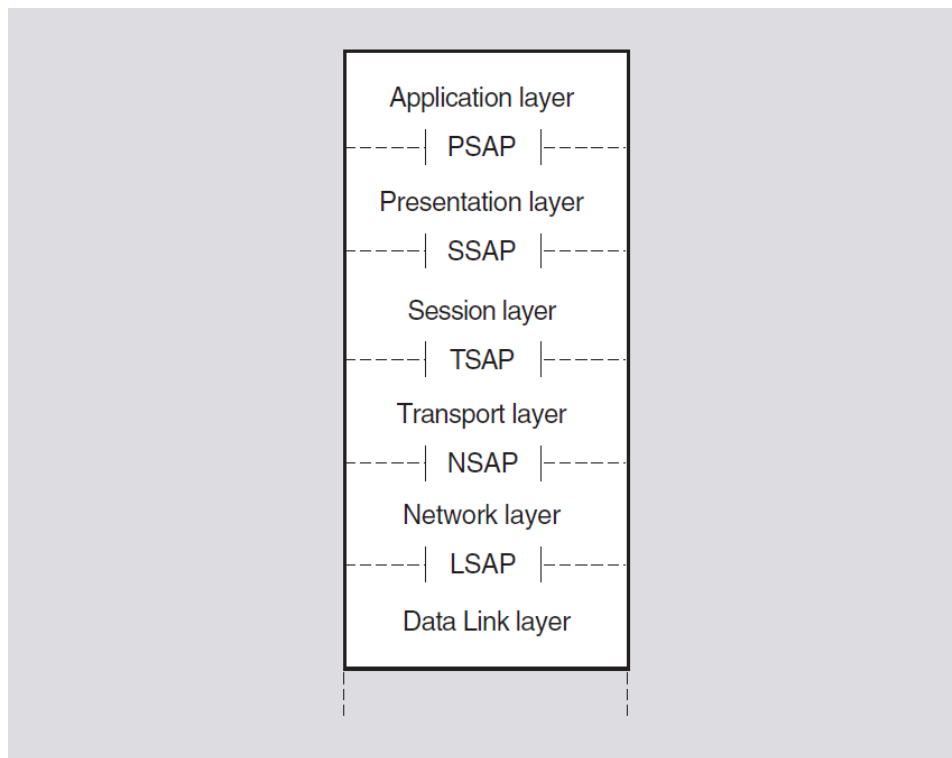 Application layer
PSAP
Presentation layer
SSAP
Session layer
TSAP
Transport layer
NSAP
Network layer
LSAP
Data Link layer